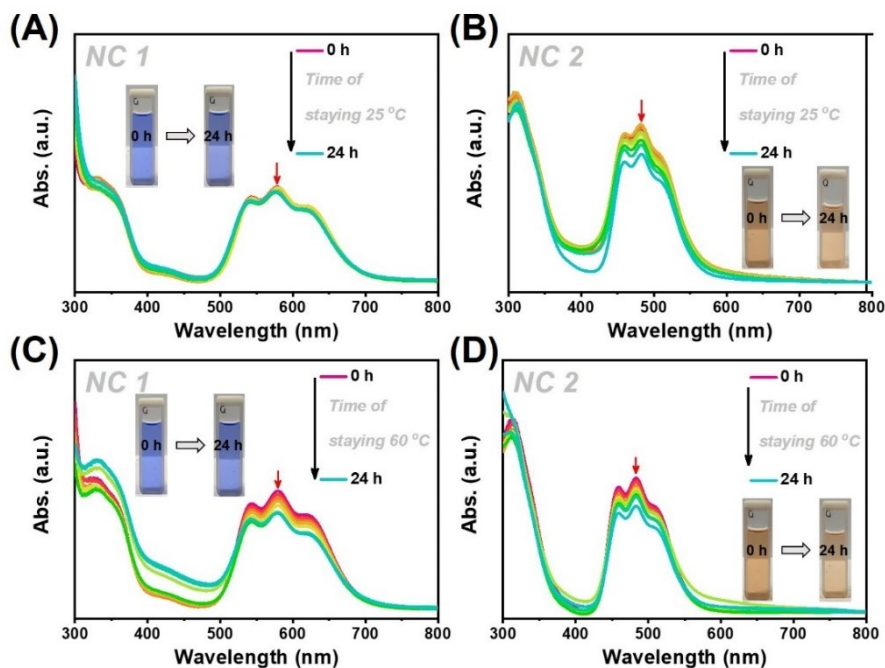 (A)
NC 1
0 h
Time of
staying 25 °C
24 h
G
G
0 h
24 h
Abs. (a.u.)
300 400 500 600 700 800
Wavelength (nm)
(B)
NC 2
0 h
Time of
staying 25 °C
24 h
G
G
0 h
24 h
Abs. (a.u.)
300 400 500 600 700 800
Wavelength (nm)
(C)
NC 1
0 h
Time of
staying 60 °C
24 h
G
G
0 h
24 h
Abs. (a.u.)
300 400 500 600 700 800
Wavelength (nm)
(D)
NC 2
0 h
Time of
staying 60 °C
24 h
G
G
0 h
24 h
Abs. (a.u.)
300 400 500 600 700 800
Wavelength (nm)